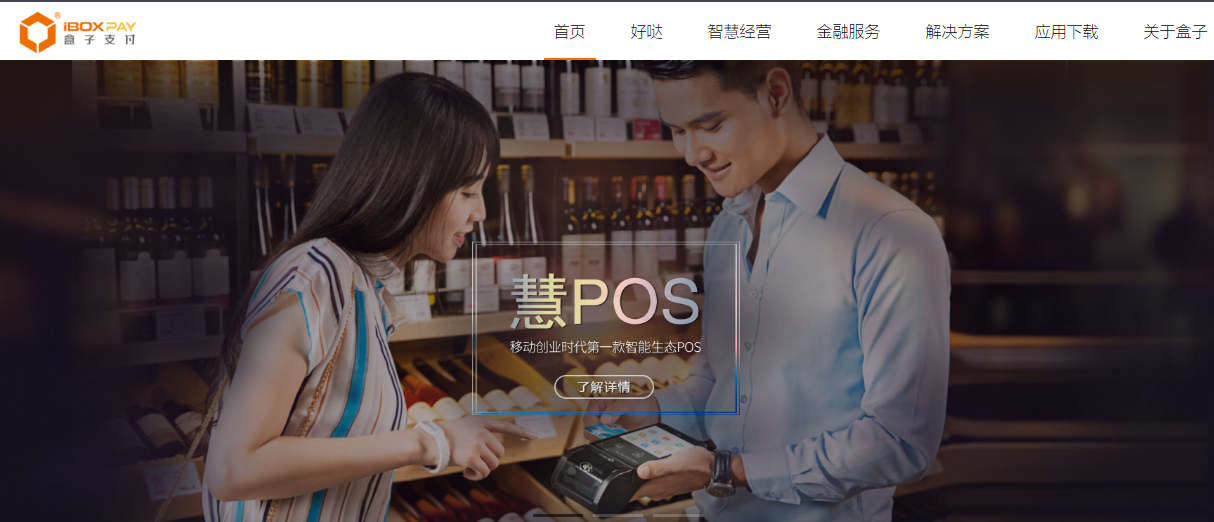 iBOXPAY®
盒子支付
首页 好哒 智慧经营 金融服务 解决方案 应用下载 关于盒子
慧POS
移动创业时代第一款智能生态POS
了解详情